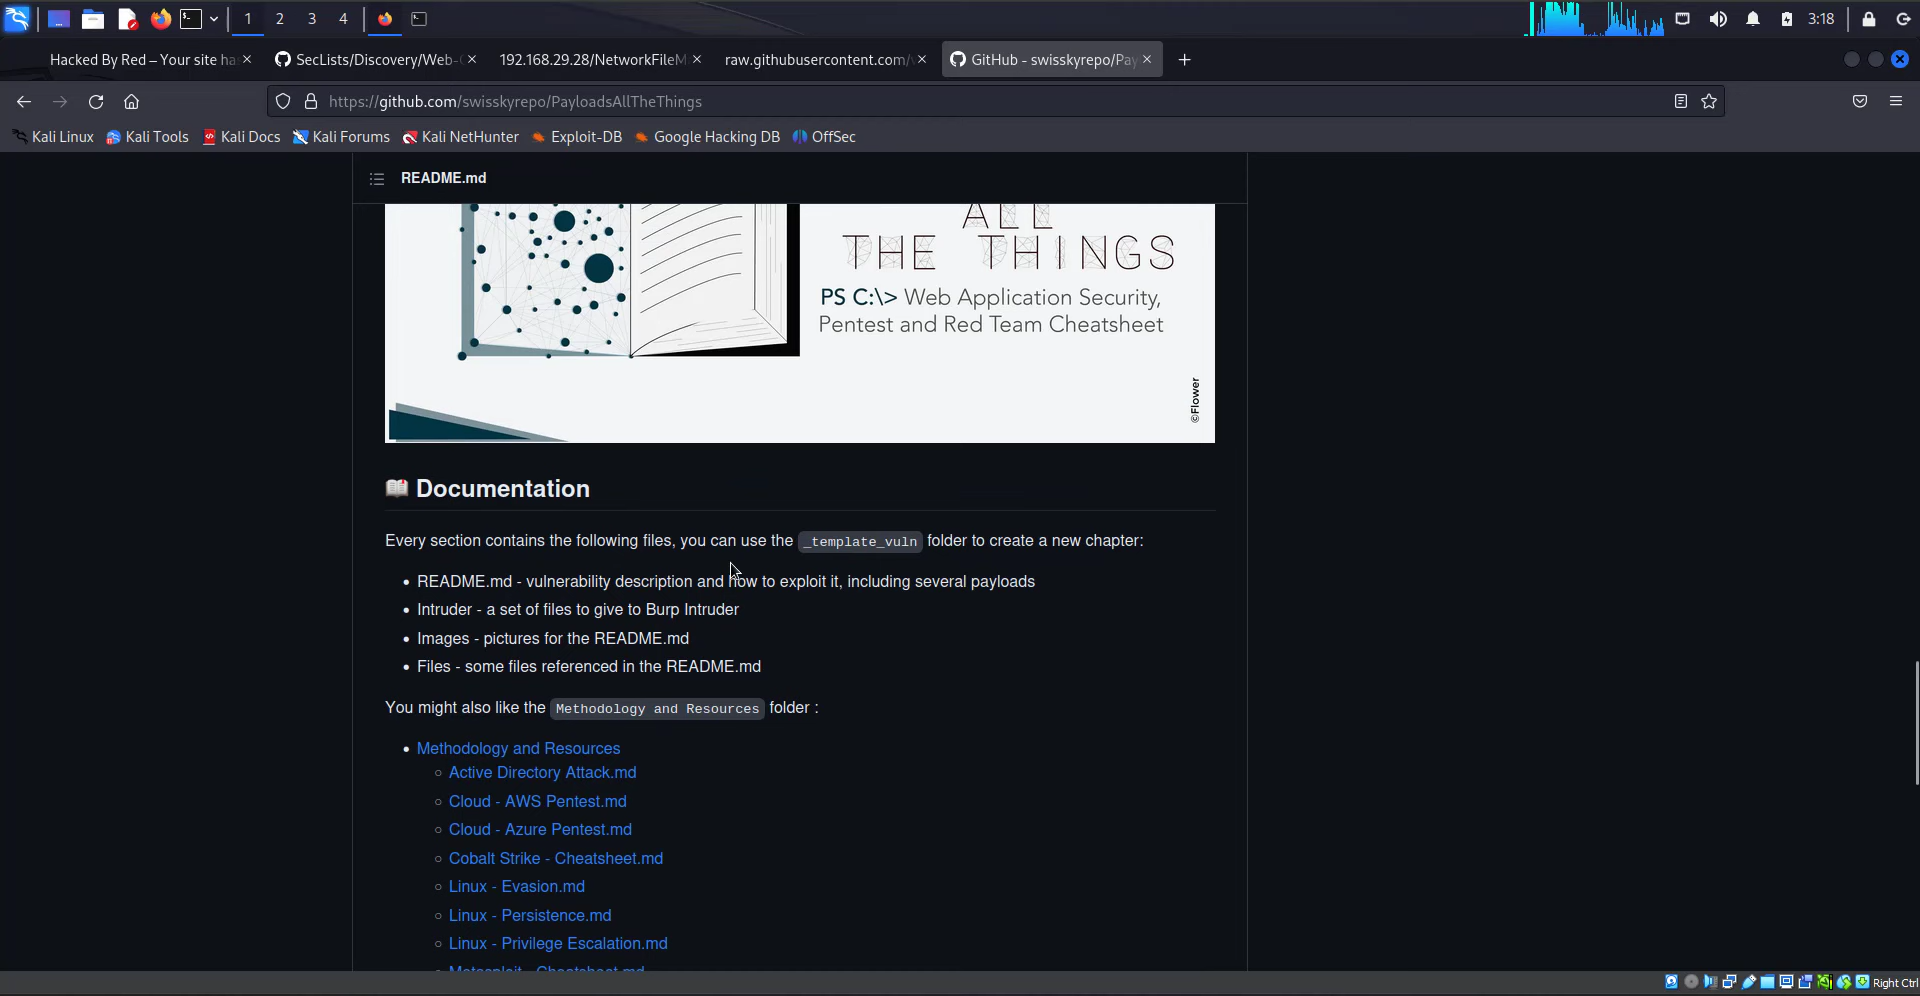 1 2 3 4 3:18
Hacked By Red – Your site ha
SecLists/Discovery/Web-
192.168.29.28/NetworkFileM
raw.githubusercontent.com/
GitHub - swisskyrepo/Pay
https://github.com/swisskyrepo/PayloadsAllTheThings
Kali Linux Kali Tools Kali Docs Kali Forums Kali NetHunter Exploit-DB Google Hacking DB OffSec
README.md
ALL
THE THINGS
PS C:\> Web Application Security,
Pentest and Red Team Cheatsheet
©Flower
Documentation
Every section contains the following files, you can use the _template_vuln folder to create a new chapter:
README.md - vulnerability description and how to exploit it, including several payloads
Intruder - a set of files to give to Burp Intruder
Images - pictures for the README.md
Files - some files referenced in the README.md
You might also like the Methodology and Resources folder :
Methodology and Resources
Active Directory Attack.md
Cloud - AWS Pentest.md
Cloud - Azure Pentest.md
Cobalt Strike - Cheatsheet.md
Linux - Evasion.md
Linux - Persistence.md
Linux - Privilege Escalation.md
Metasploit - Cheatsheet.md
Right Ctrl